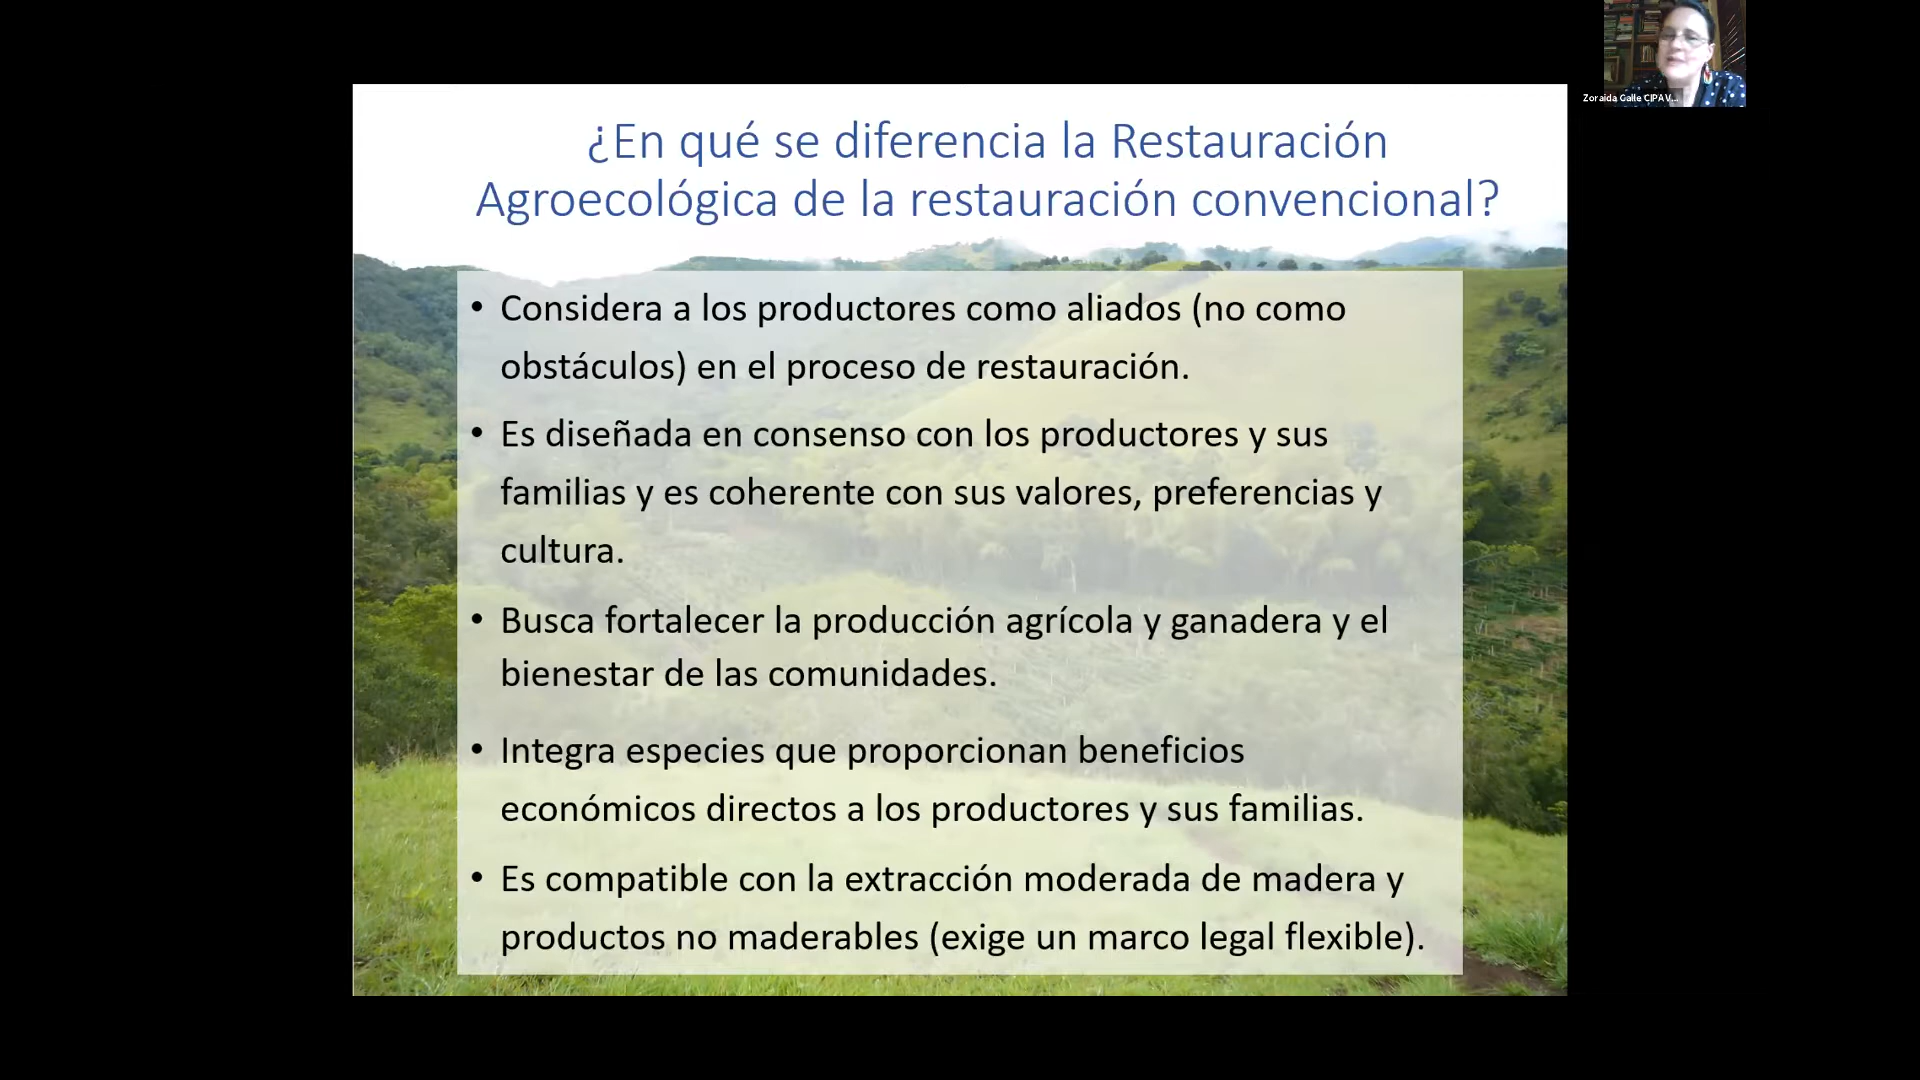 Zoraida Calle CIPAV...
¿En qué se diferencia la Restauración
Agroecológica de la restauración convencional?
• Considera a los productores como aliados (no como
obstáculos) en el proceso de restauración.
• Es diseñada en consenso con los productores y sus
familias y es coherente con sus valores, preferencias y
cultura.
• Busca fortalecer la producción agrícola y ganadera y el
bienestar de las comunidades.
• Integra especies que proporcionan beneficios
económicos directos a los productores y sus familias.
• Es compatible con la extracción moderada de madera y
productos no maderables (exige un marco legal flexible).